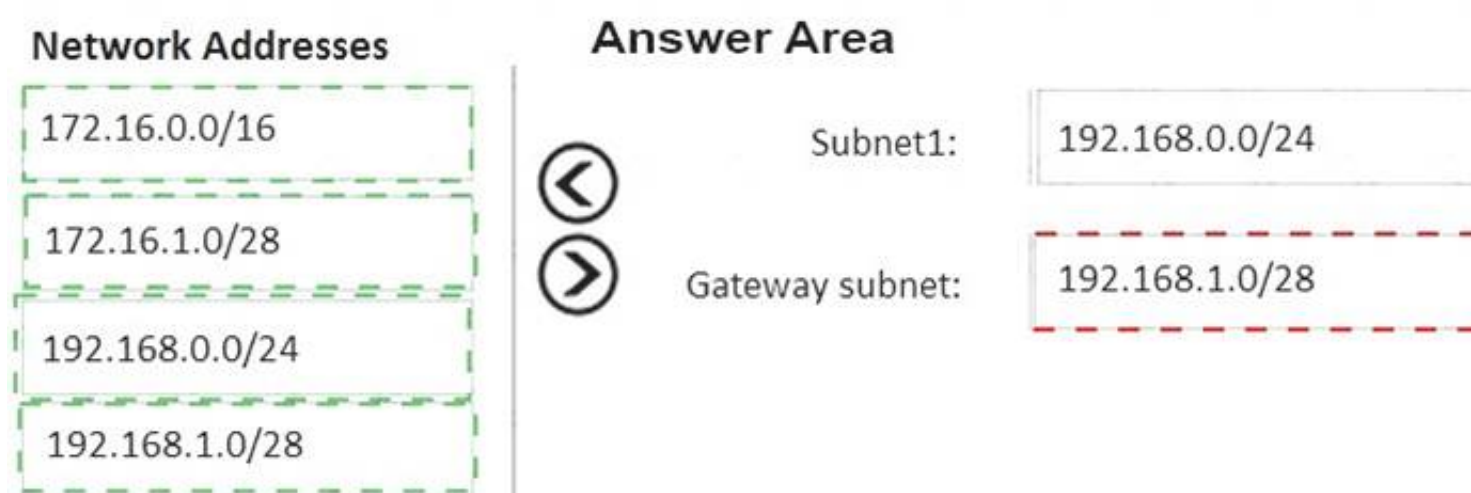 Network Addresses
172.16.0.0/16
172.16.1.0/28
192.168.0.0/24
192.168.1.0/28
Answer Area
Subnet1:
192.168.0.0/24
Gateway subnet:
192.168.1.0/28